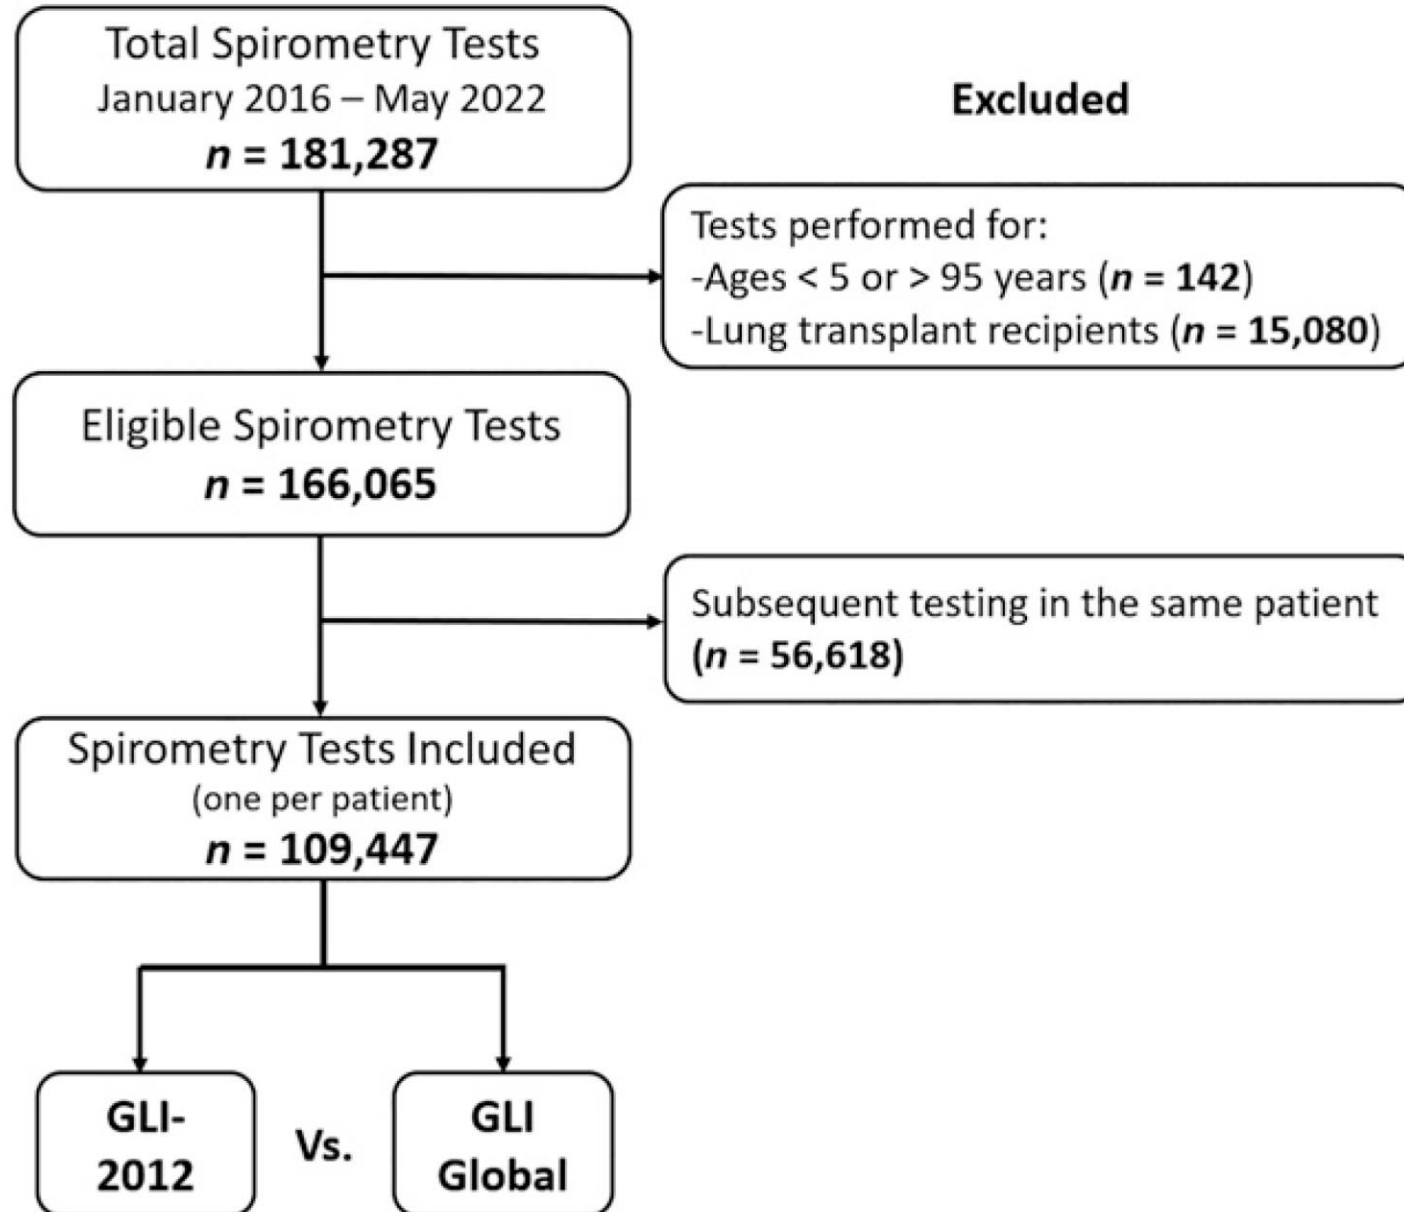 Total Spirometry Tests
January 2016 – May 2022
n = 181,287
Excluded
Tests performed for:
-Ages < 5 or > 95 years (n = 142)
-Lung transplant recipients (n = 15,080)
Eligible Spirometry Tests
n = 166,065
Subsequent testing in the same patient
(n = 56,618)
Spirometry Tests Included
(one per patient)
n = 109,447
GLI-
2012
Vs.
GLI
Global